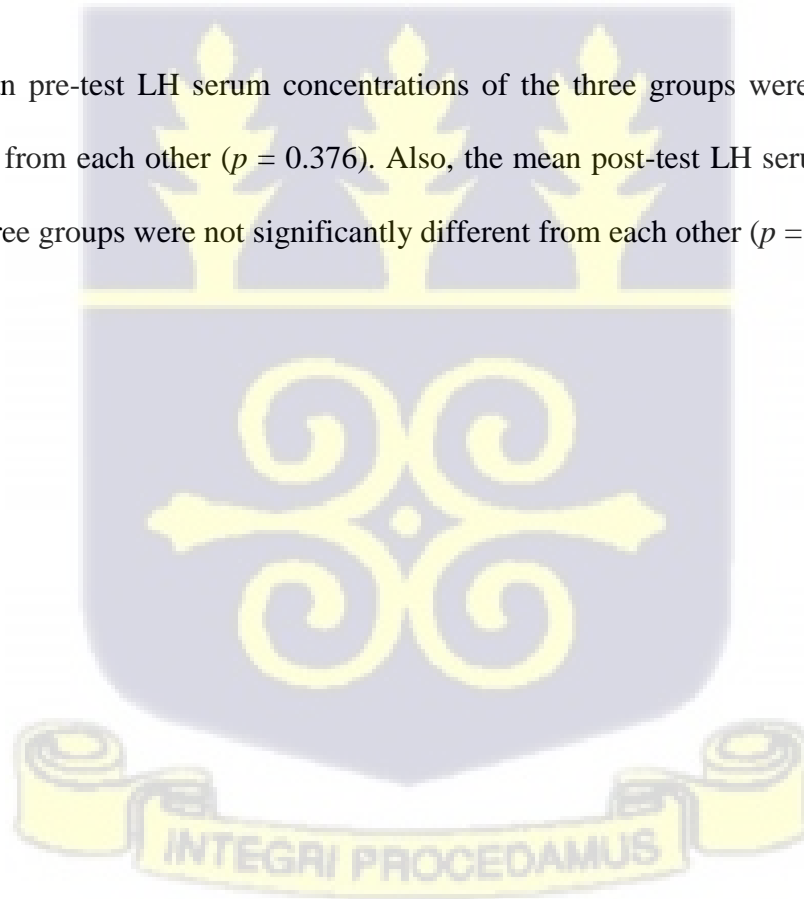 n pre-test LH serum concentrations of the three groups were
from each other (p = 0.376). Also, the mean post-test LH seru
ree groups were not significantly different from each other (p =
INTEGRI PROCEDAMUS